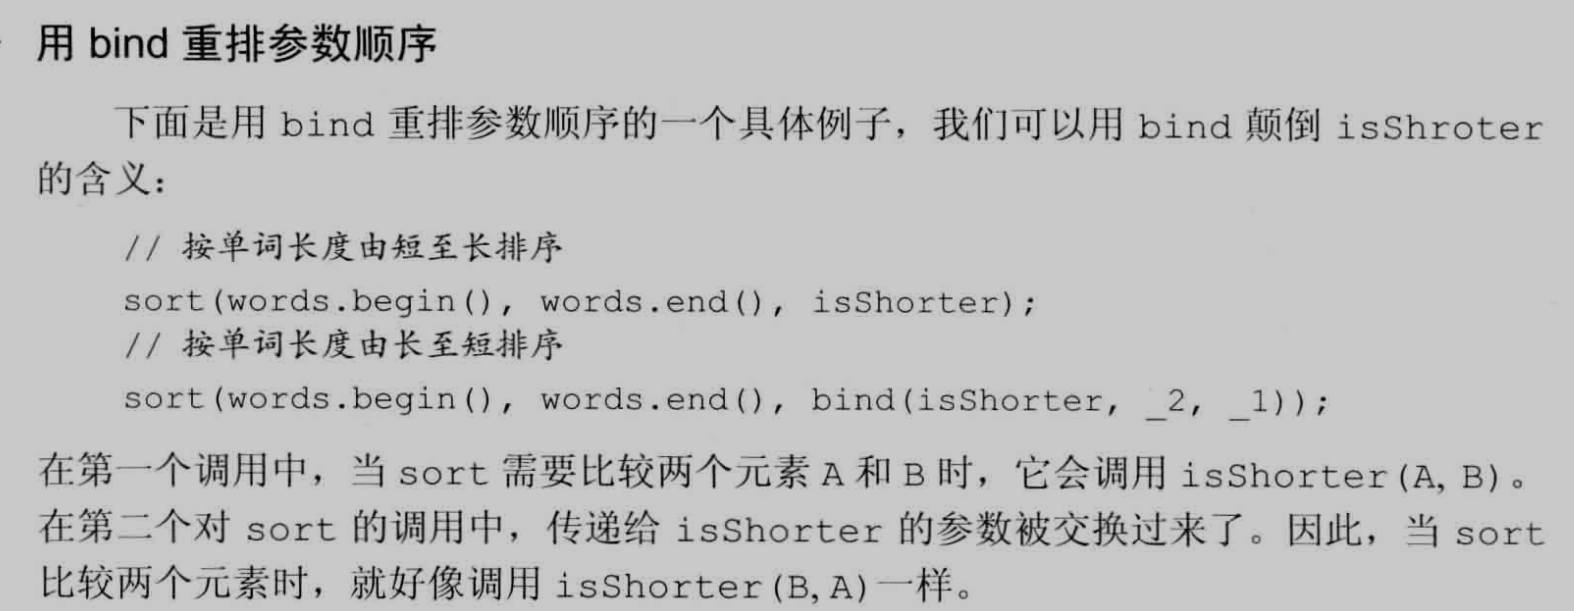 用 bind 重排参数顺序
下面是用 bind 重排参数顺序的一个具体例子，我们可以用 bind 颠倒 isShroter
的含义：
// 按单词长度由短至长排序
sort(words.begin(), words.end(), isShorter);
// 按单词长度由长至短排序
sort(words.begin(), words.end(), bind(isShorter, _2, _1));
在第一个调用中，当 sort 需要比较两个元素 A 和 B 时，它会调用 isShorter(A, B)。
在第二个对 sort 的调用中，传递给 isShorter 的参数被交换过来了。因此，当 sort
比较两个元素时，就好像调用 isShorter(B, A)一样。